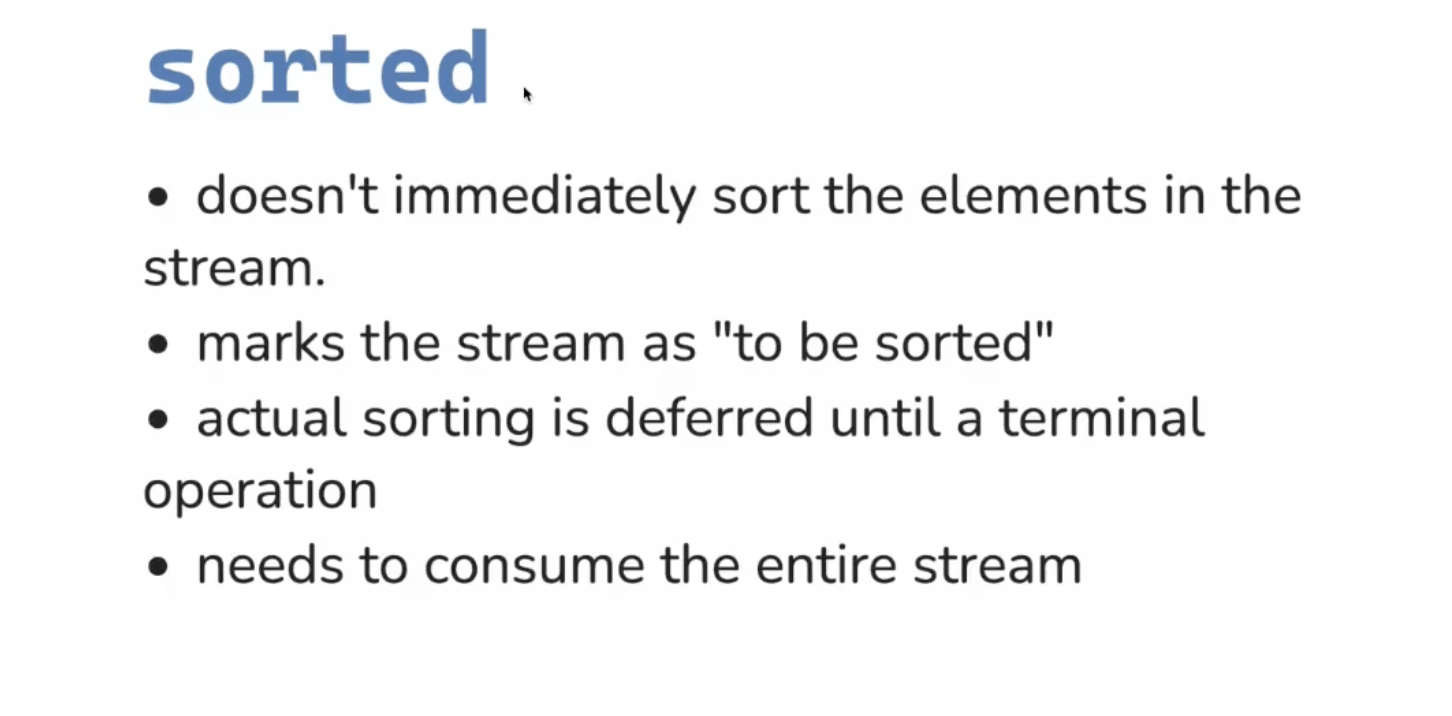 sorted
• doesn't immediately sort the elements in the
stream.
• marks the stream as "to be sorted"
• actual sorting is deferred until a terminal
operation
• needs to consume the entire stream